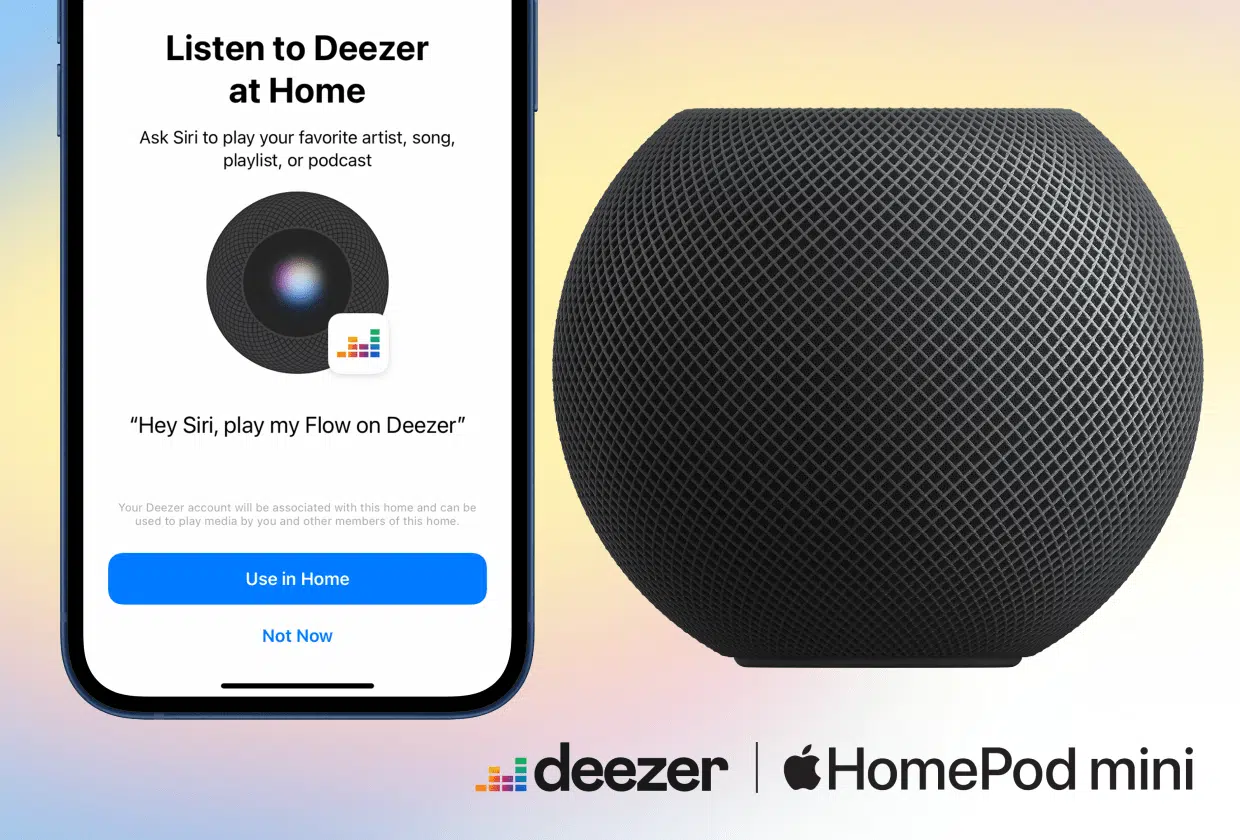 Listen to Deezer
at Home
Ask Siri to play your favorite artist, song,
playlist, or podcast
“Hey Siri, play my Flow on Deezer”
Your Deezer account will be associated with this home and can be
used to play media by you and other members of this home.
Use in Home
Not Now
deezer | HomePod mini